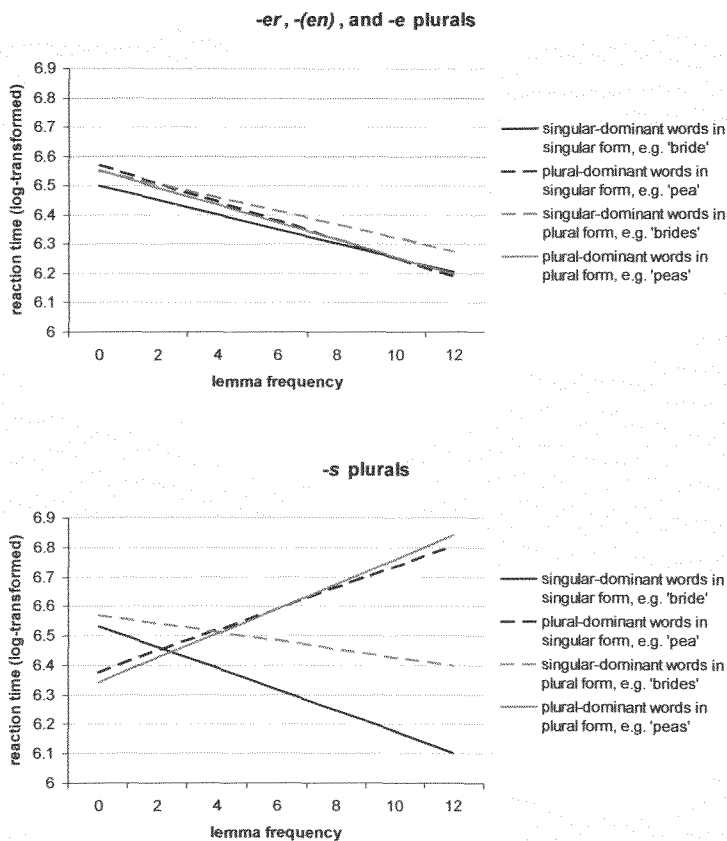 -er, -(en), and -e plurals
6.9
6.8
6.7
6.6
6.5
6.4
6.3
6.2
6.1
6
reaction time (log-transformed)
0 2 4 6 8 10 12
lemma frequency
singular-dominant words in
singular form, e.g. 'bride'
plural-dominant words in
singular form, e.g. 'pea'
singular-dominant words in
plural form, e.g. 'brides'
plural-dominant words in
plural form, e.g. 'peas'
-s plurals
6.9
6.8
6.7
6.6
6.5
6.4
6.3
6.2
6.1
6
reaction time (log-transformed)
0 2 4 6 8 10 12
lemma frequency
singular-dominant words in
singular form, e.g. 'bride'
plural-dominant words in
singular form, e.g. 'pea'
singular-dominant words in
plural form, e.g. 'brides'
plural-dominant words in
plural form, e.g. 'peas'